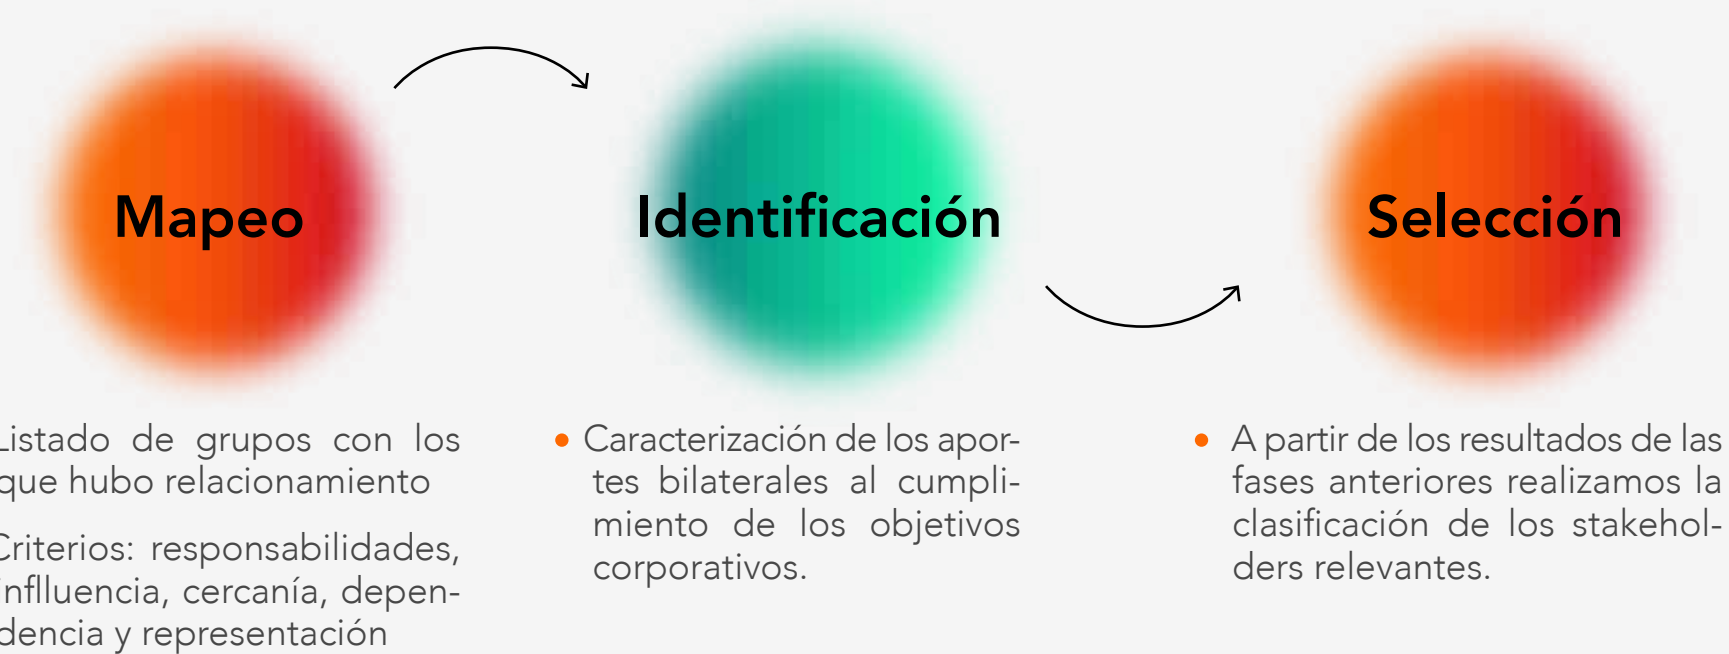 Mapeo
Listado de grupos con los
que hubo relacionamiento
Criterios: responsabilidades,
inflluencia, cercanía, depen-
dencia y representación
Identificación
• Caracterización de los apor-
tes bilaterales al cumpli-
miento de los objetivos
corporativos.
Selección
• A partir de los resultados de las
fases anteriores realizamos la
clasificación de los stakehol-
ders relevantes.